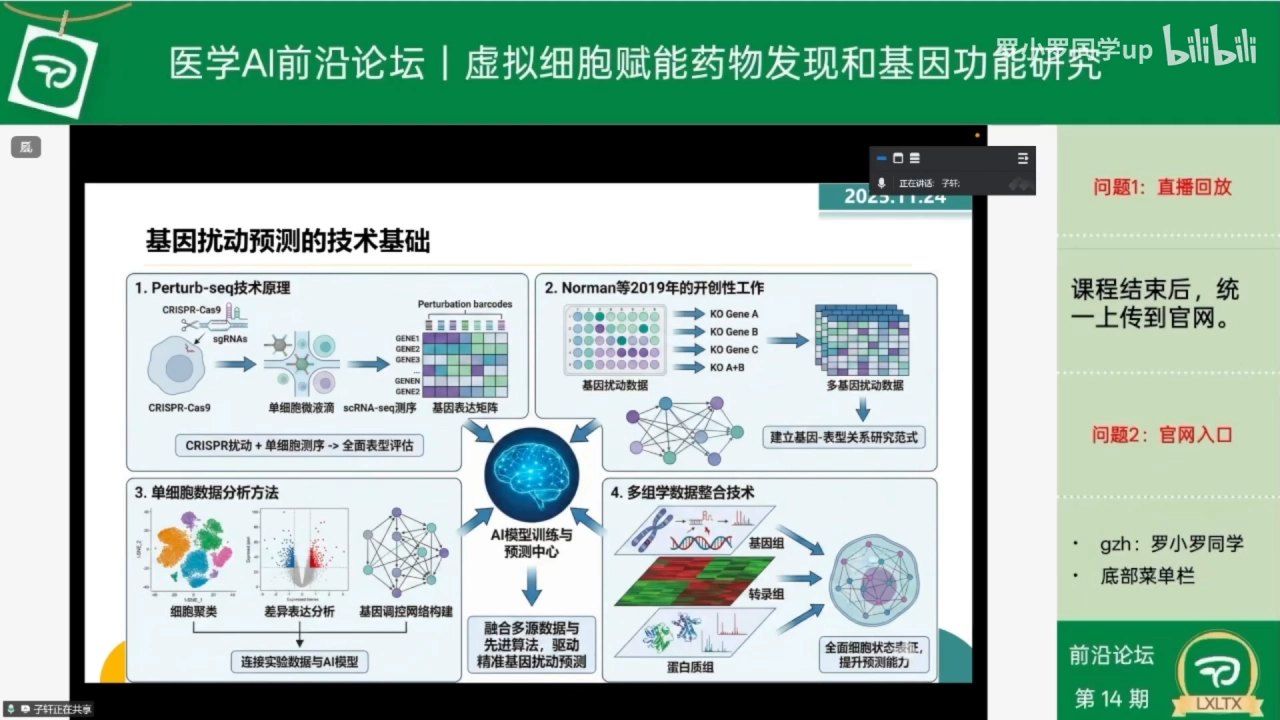 医学AI前沿论坛｜虚拟细胞赋能药物发现和基因功能研究
罗小罗同学up
bilibili
正在讲话: 子轩;
2025.11.24
基因扰动预测的技术基础
1. Perturb-seq技术原理
CRISPR-Cas9
sgRNAs
Perturbation barcodes
GENE1
GENE2
GENE3
...
GENEN
GENE2
CRISPR-Cas9
单细胞微液滴
scRNA-seq测序
基因表达矩阵
CRISPR扰动 + 单细胞测序 -> 全面表型评估
2. Norman等2019年的开创性工作
KO Gene A
KO Gene B
KO Gene C
KO A+B
基因扰动数据
多基因扰动数据
建立基因-表型关系研究范式
3. 单细胞数据分析方法
细胞聚类
差异表达分析
基因调控网络构建
连接实验数据与AI模型
AI模型训练与
预测中心
融合多源数据与
先进算法，驱动
精准基因扰动预测
4. 多组学数据整合技术
基因组
转录组
蛋白质组
全面细胞状态表征，
提升预测能力
子轩正在共享
问题1：直播回放
课程结束后，统
一上传到官网。
问题2：官网入口
· gzh：罗小罗同学
· 底部菜单栏
前沿论坛
第 14 期
LXLTX